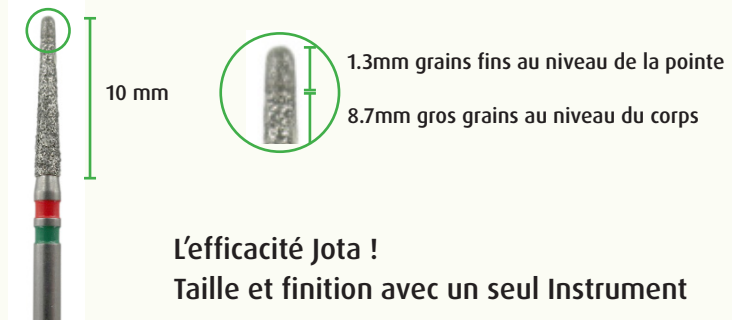 10 mm
1.3mm grains fins au niveau de la pointe
8.7mm gros grains au niveau du corps
L'efficacité Jota !
Taille et finition avec un seul Instrument